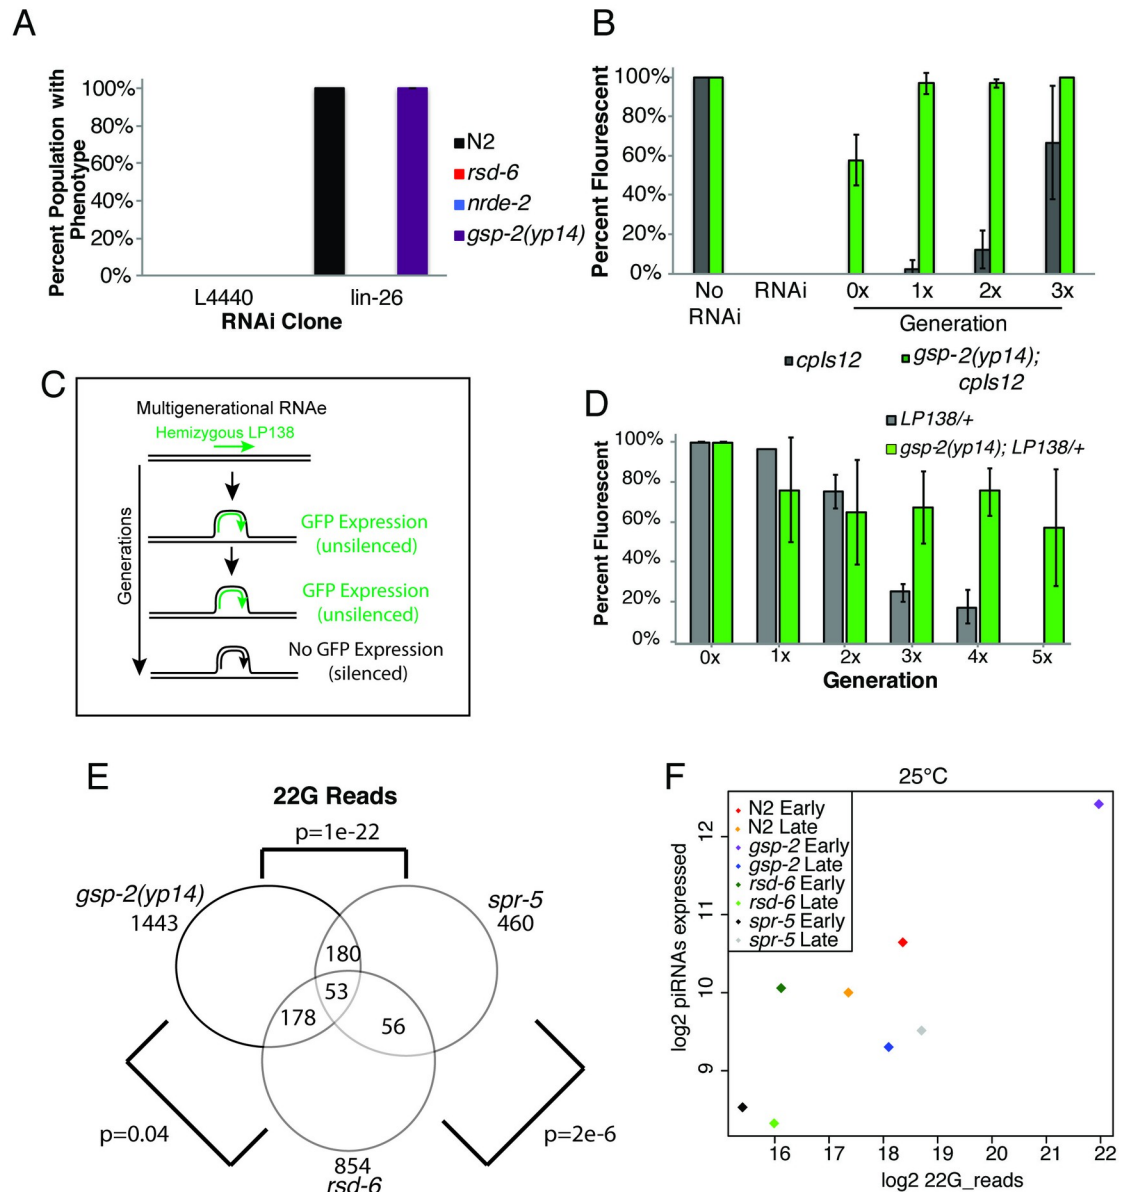 A
Percent Population with
Phenotype
100%
80%
60%
40%
20%
0%
L4440
lin-26
RNAi Clone
N2
rsd-6
nrde-2
gsp-2(yp14)
B
Percent Flourescent
100%
80%
60%
40%
20%
0%
No
RNAi
RNAi
0x
1x
2x
3x
Generation
cpIs12
gsp-2(yp14);
cpIs12
C
Multigenerational RNAe
Hemizygous LP138
Generations
GFP Expression
(unsilenced)
GFP Expression
(unsilenced)
No GFP Expression
(silenced)
D
LP138/+
gsp-2(yp14); LP138/+
Percent Fluorescent
100%
80%
60%
40%
20%
0%
0x
1x
2x
3x
4x
5x
Generation
E
22G Reads
p=1e-22
gsp-2(yp14)
1443
spr-5
460
180
53
178
56
p=0.04
p=2e-6
854
rsd-6
F
25°C
N2 Early
N2 Late
gsp-2 Early
gsp-2 Late
rsd-6 Early
rsd-6 Late
spr-5 Early
spr-5 Late
log2 piRNAs expressed
12
11
10
9
16
17
18
19
20
21
22
log2 22G_reads